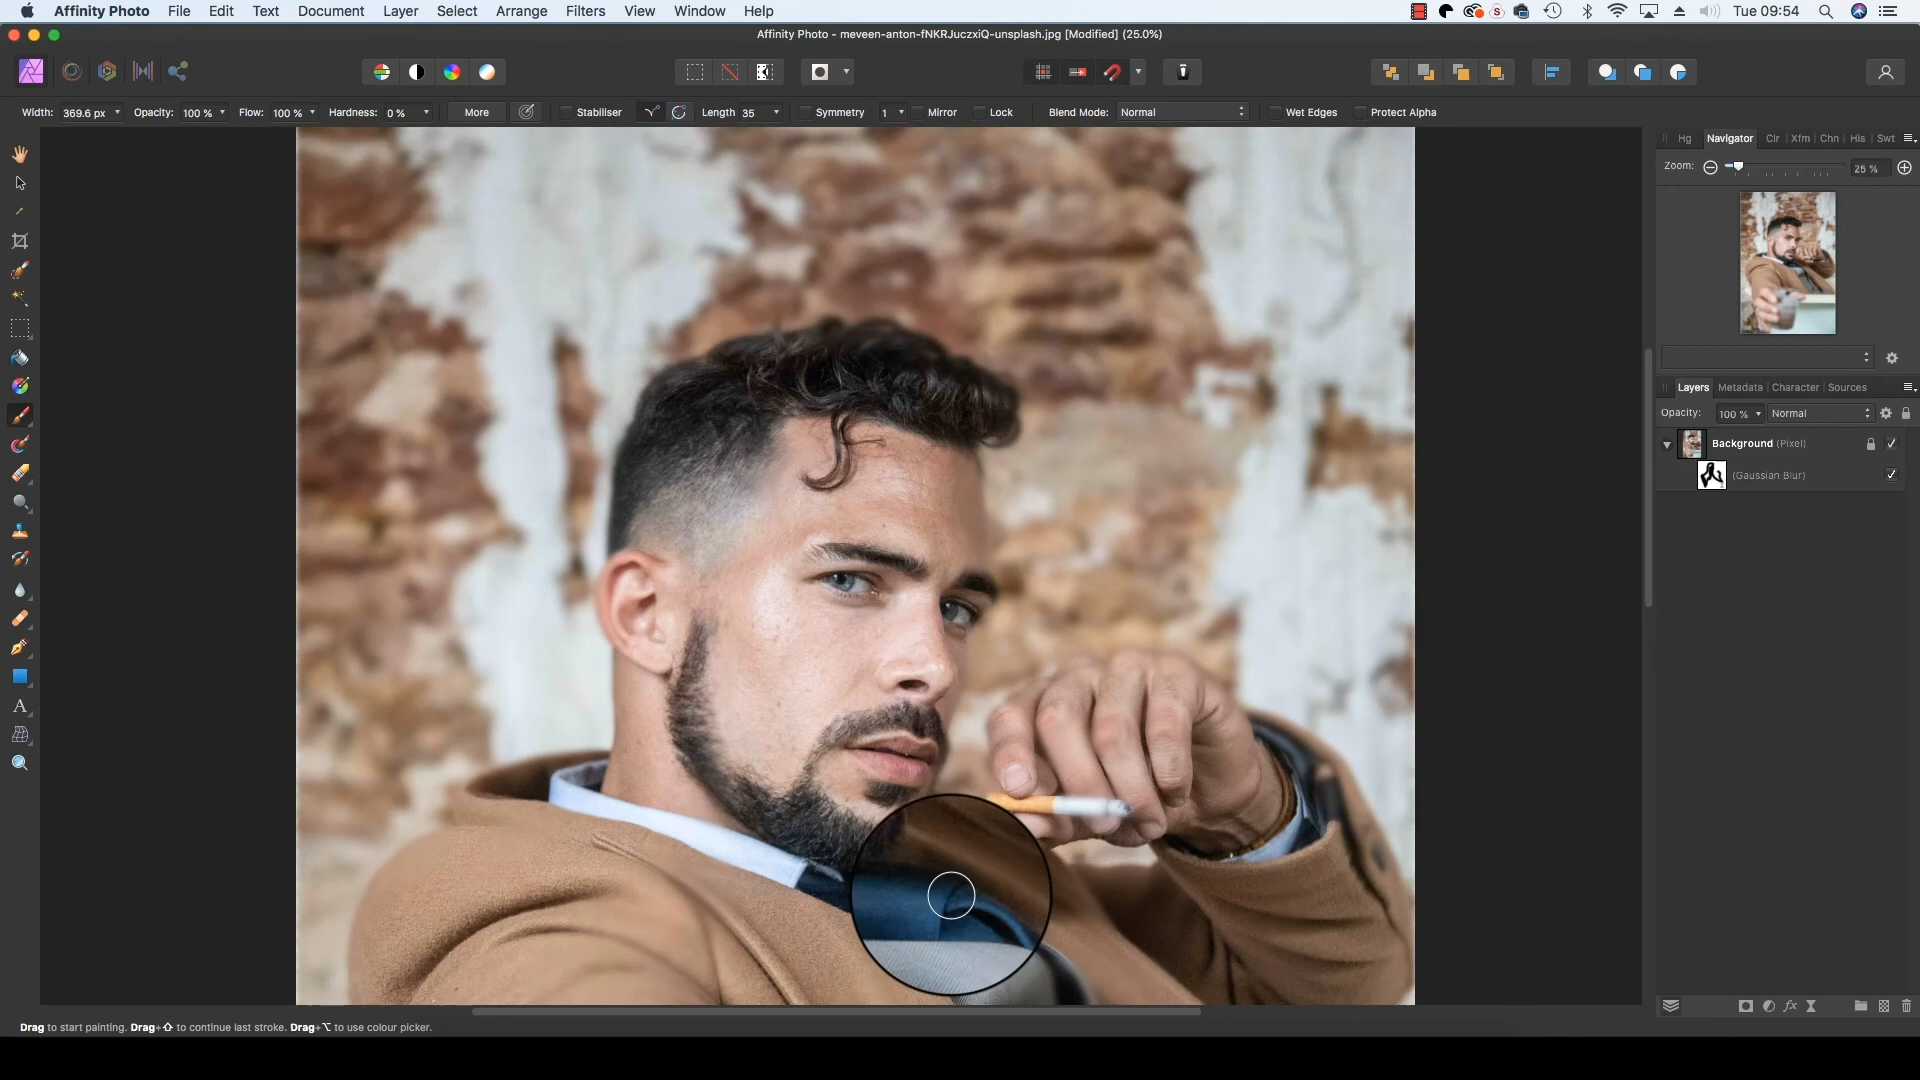 Affinity Photo File Edit Text Document Layer Select Arrange Filters View Window Help Tue 09:54
Affinity Photo - meveen-anton-fNKRJuczxiQ-unsplash.jpg [Modified] (25.0%)
Width: 369.6 px Opacity: 100 % Flow: 100 % Hardness: 0 % More Stabiliser Length 35 Symmetry 1 Mirror Lock Blend Mode: Normal Wet Edges Protect Alpha
Hg Navigator Clr Xfm Chn His Swt
Zoom: 25 %
Layers Metadata Character Sources
Opacity: 100 % Normal
Background (Pixel)
(Gaussian Blur)
Drag to start painting. Drag+⇧ to continue last stroke. Drag+⌥ to use colour picker.